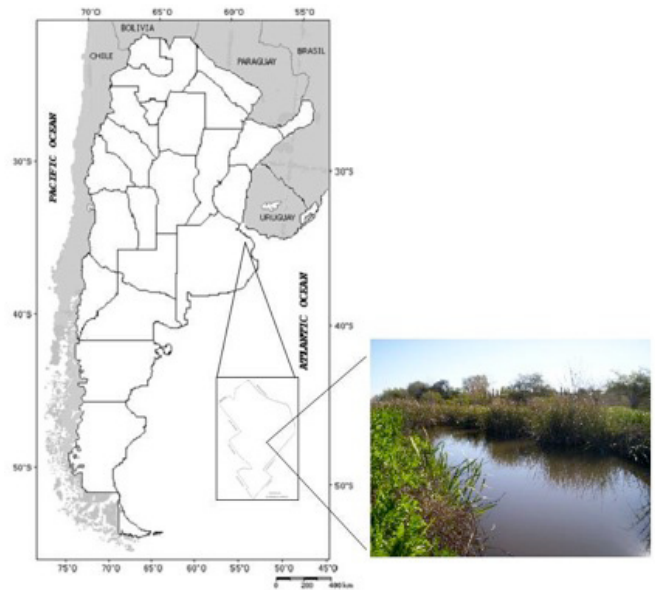 70°O 65°O 60°O 55°O
BOLIVIA
CHILE
PARAGUAY
BRASIL
PACIFIC OCEAN
30°S
30°S
URUGUAY
40°S
40°S
ATLANTIC OCEAN
50°S
50°S
75°O 70°O 65°O 60°O 55°O 50°O 45°O
0 200 400 km